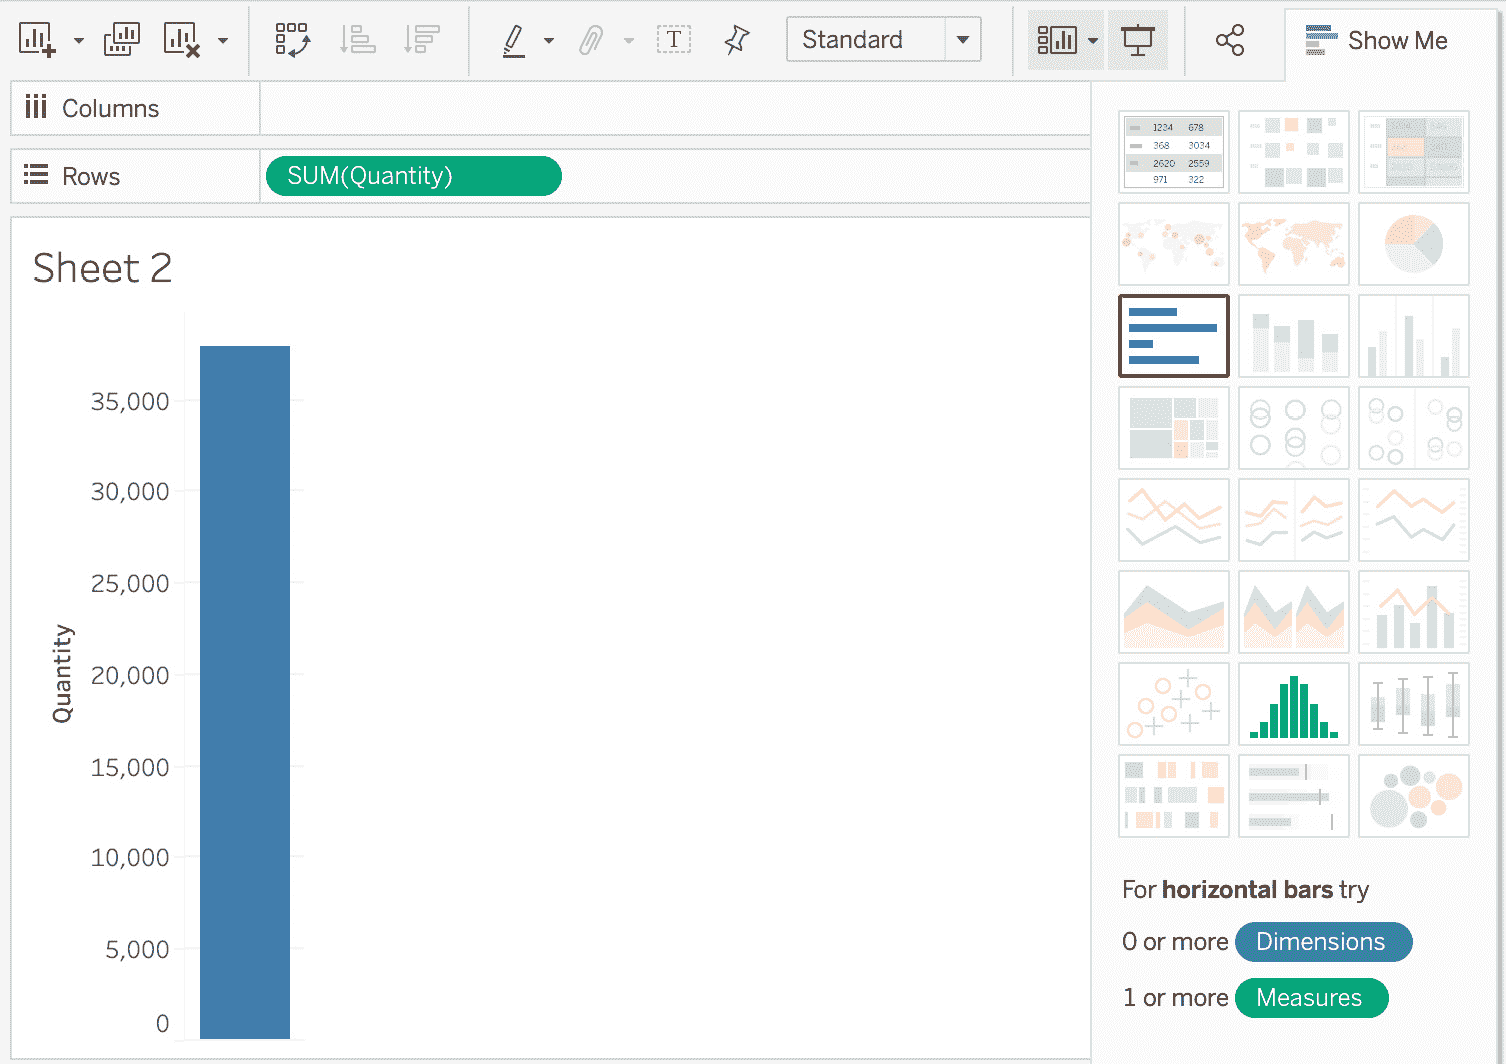 T
Standard
Show Me
Columns
Rows
SUM(Quantity)
Sheet 2
Quantity
35,000
30,000
25,000
20,000
15,000
10,000
5,000
0
1234 678
368 3034
2620 2559
971 322
For horizontal bars try
0 or more Dimensions
1 or more Measures